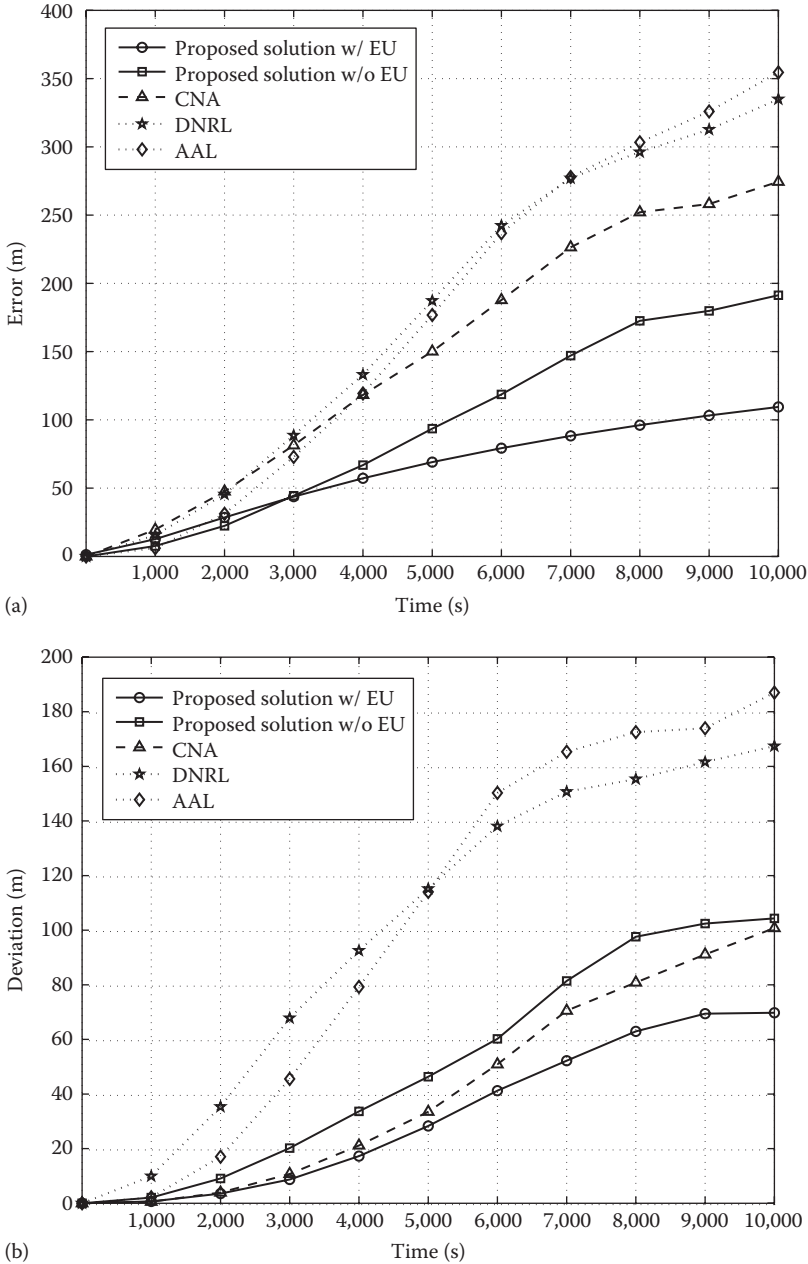 400
350
300
250
200
150
100
50
0
Error (m)
Proposed solution w/ EU
Proposed solution w/o EU
CNA
DNRL
AAL
1,000 2,000 3,000 4,000 5,000 6,000 7,000 8,000 9,000 10,000
(a)
Time (s)
200
180
160
140
120
100
80
60
40
20
0
Deviation (m)
Proposed solution w/ EU
Proposed solution w/o EU
CNA
DNRL
AAL
1,000 2,000 3,000 4,000 5,000 6,000 7,000 8,000 9,000 10,000
(b)
Time (s)